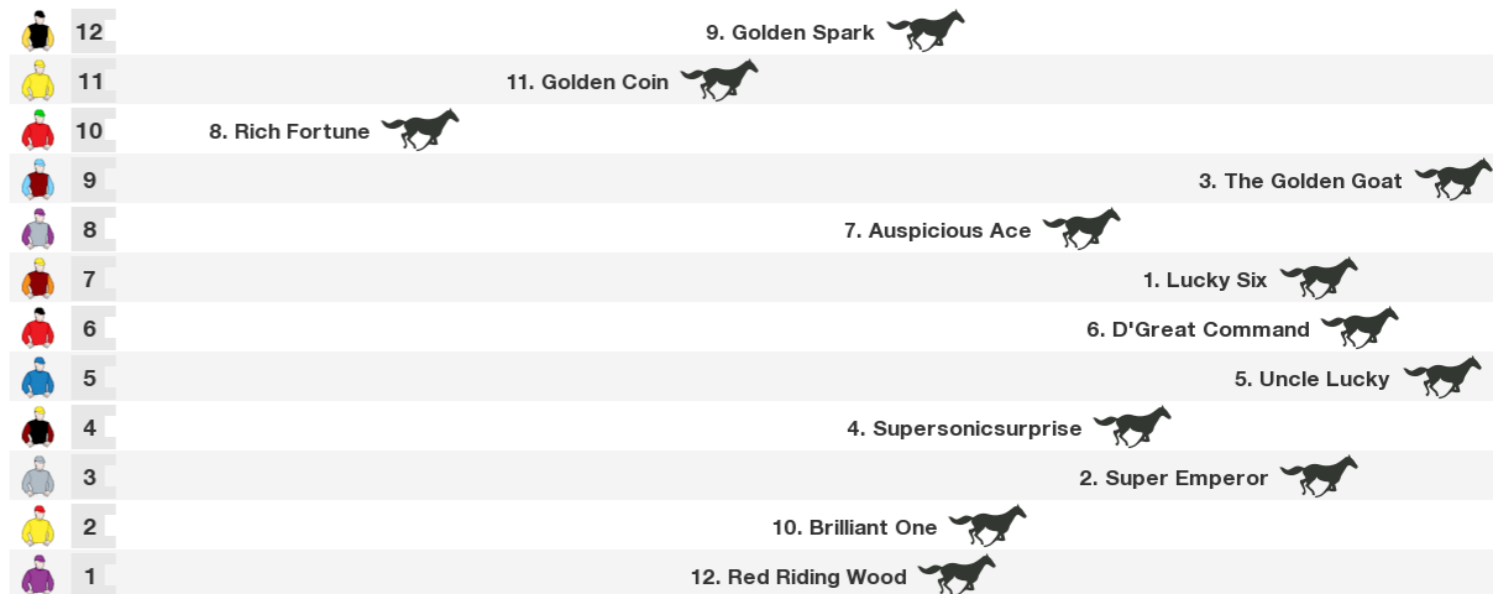 12 9. Golden Spark
11 11. Golden Coin
10 8. Rich Fortune
9 3. The Golden Goat
8 7. Auspicious Ace
7 1. Lucky Six
6 6. D'Great Command
5 5. Uncle Lucky
4 4. Supersonicsurprise
3 2. Super Emperor
2 10. Brilliant One
1 12. Red Riding Wood